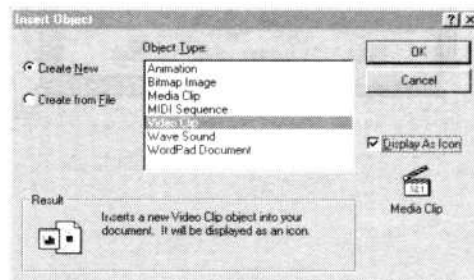 Insert Object
Object Type:
Create New
Create from File
Animation
Bitmap Image
Media Clip
MIDI Sequence
Video Clip
Wave Sound
WordPad Document
OK
Cancel
Display As Icon
Media Clip
Result
Inserts a new Video Clip object into your
document. It will be displayed as an icon.